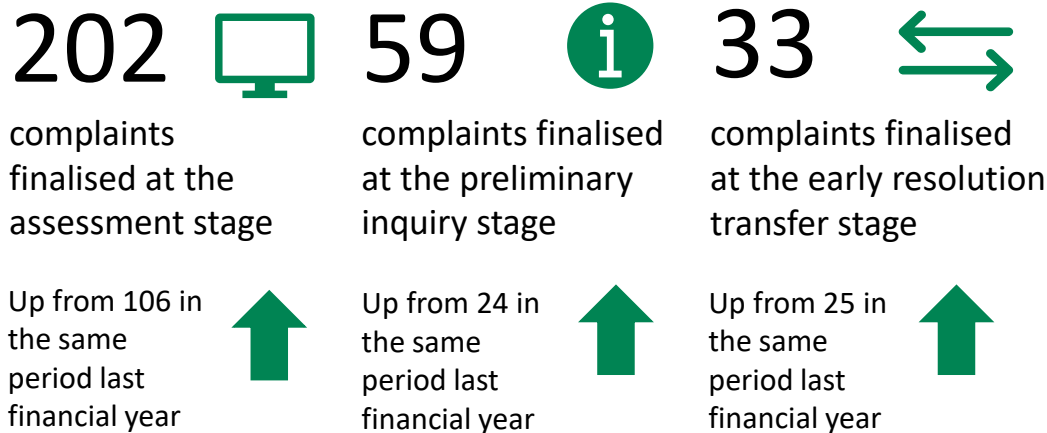 202
complaints
finalised at the
assessment stage
Up from 106 in
the same
period last
financial year
59
i
complaints finalised
at the preliminary
inquiry stage
Up from 24 in
the same
period last
financial year
33
complaints finalised
at the early resolution
transfer stage
Up from 25 in
the same
period last
financial year